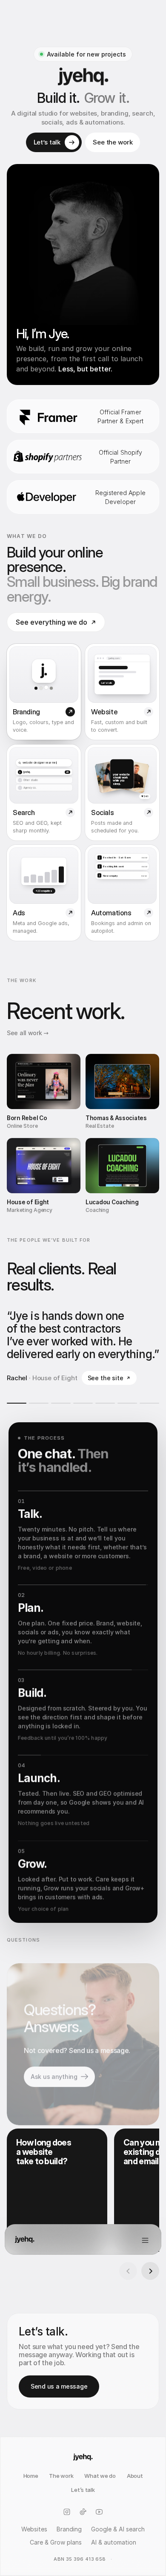 Available for new projects
jyehq.
Build it. Grow it.
A digital studio for websites, branding, search,
socials, ads & automations.
Let's talk
See the work
Hi, I'm Jye.
We build, run and grow your online
presence, from the first call to launch
and beyond. Less, but better.
Framer
Official Framer
Partner & Expert
shopify partners
Official Shopify
Partner
Developer
Registered Apple
Developer
WHAT WE DO
Build your online
presence.
Small business. Big brand
energy.
See everything we do
j.
Branding
Logo, colours, type and
voice.
Website
Fast, custom and built
to convert.
Search
SEO and GEO, kept
sharp monthly.
Socials
Posts made and
scheduled for you.
Ads
Meta and Google ads,
managed.
Automations
Bookings and admin on
autopilot.
THE WORK
Recent work.
See all work →
Ordinary
was never
the plan
Born Rebel Co
Online Store
Thomas & Associates
Real Estate
HOUSE OF EIGHT
House of Eight
Marketing Agency
LUCADOU
COACHING
Lucadou Coaching
Coaching
THE PEOPLE WE'VE BUILT FOR
Real clients. Real
results.
“Jye is hands down one
of the best contractors
I've ever worked with. He
delivered early on everything.”
Rachel · House of Eight
See the site
THE PROCESS
One chat. Then
it's handled.
01
Talk.
Twenty minutes. No pitch. Tell us where
your business is at and we'll tell you
honestly what it needs first, whether that's
a brand, a website or more customers.
Free, video or phone
02
Plan.
One plan. One fixed price. Brand, website,
socials or ads, you know exactly what
you're getting and when.
No hourly billing. No surprises.
03
Build.
Designed from scratch. Steered by you. You
see the direction first and shape it before
anything is locked in.
Feedback until you're 100% happy
04
Launch.
Tested. Then live. SEO and GEO optimised
from day one, so Google shows you and AI
recommends you.
Nothing goes live untested
05
Grow.
Looked after. Put to work. Care keeps it
running, Grow runs your socials and Grow+
brings in customers with ads.
Your choice of plan
QUESTIONS
Questions?
Answers.
Not covered? Send us a message.
Ask us anything
How long does
a website
take to build?
Can you
existing
and email
jyehq.
Let's talk.
Not sure what you need yet? Send the
message anyway. Working that out is
part of the job.
Send us a message
jyehq.
Home
The work
What we do
About
Let's talk
Websites
Branding
Google & AI search
Care & Grow plans
AI & automation
ABN 35 396 413 658